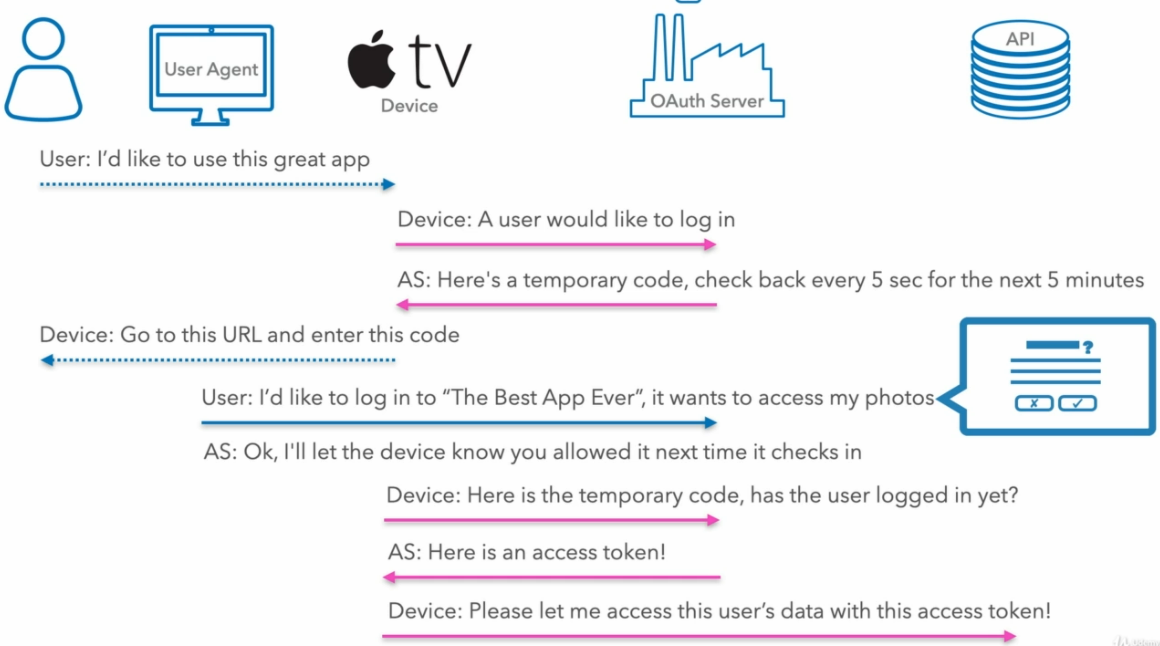 User Agent
tv
Device
OAuth Server
API
User: I’d like to use this great app
Device: A user would like to log in
AS: Here's a temporary code, check back every 5 sec for the next 5 minutes
Device: Go to this URL and enter this code
?
User: I’d like to log in to “The Best App Ever”, it wants to access my photos
AS: Ok, I'll let the device know you allowed it next time it checks in
Device: Here is the temporary code, has the user logged in yet?
AS: Here is an access token!
Device: Please let me access this user’s data with this access token!